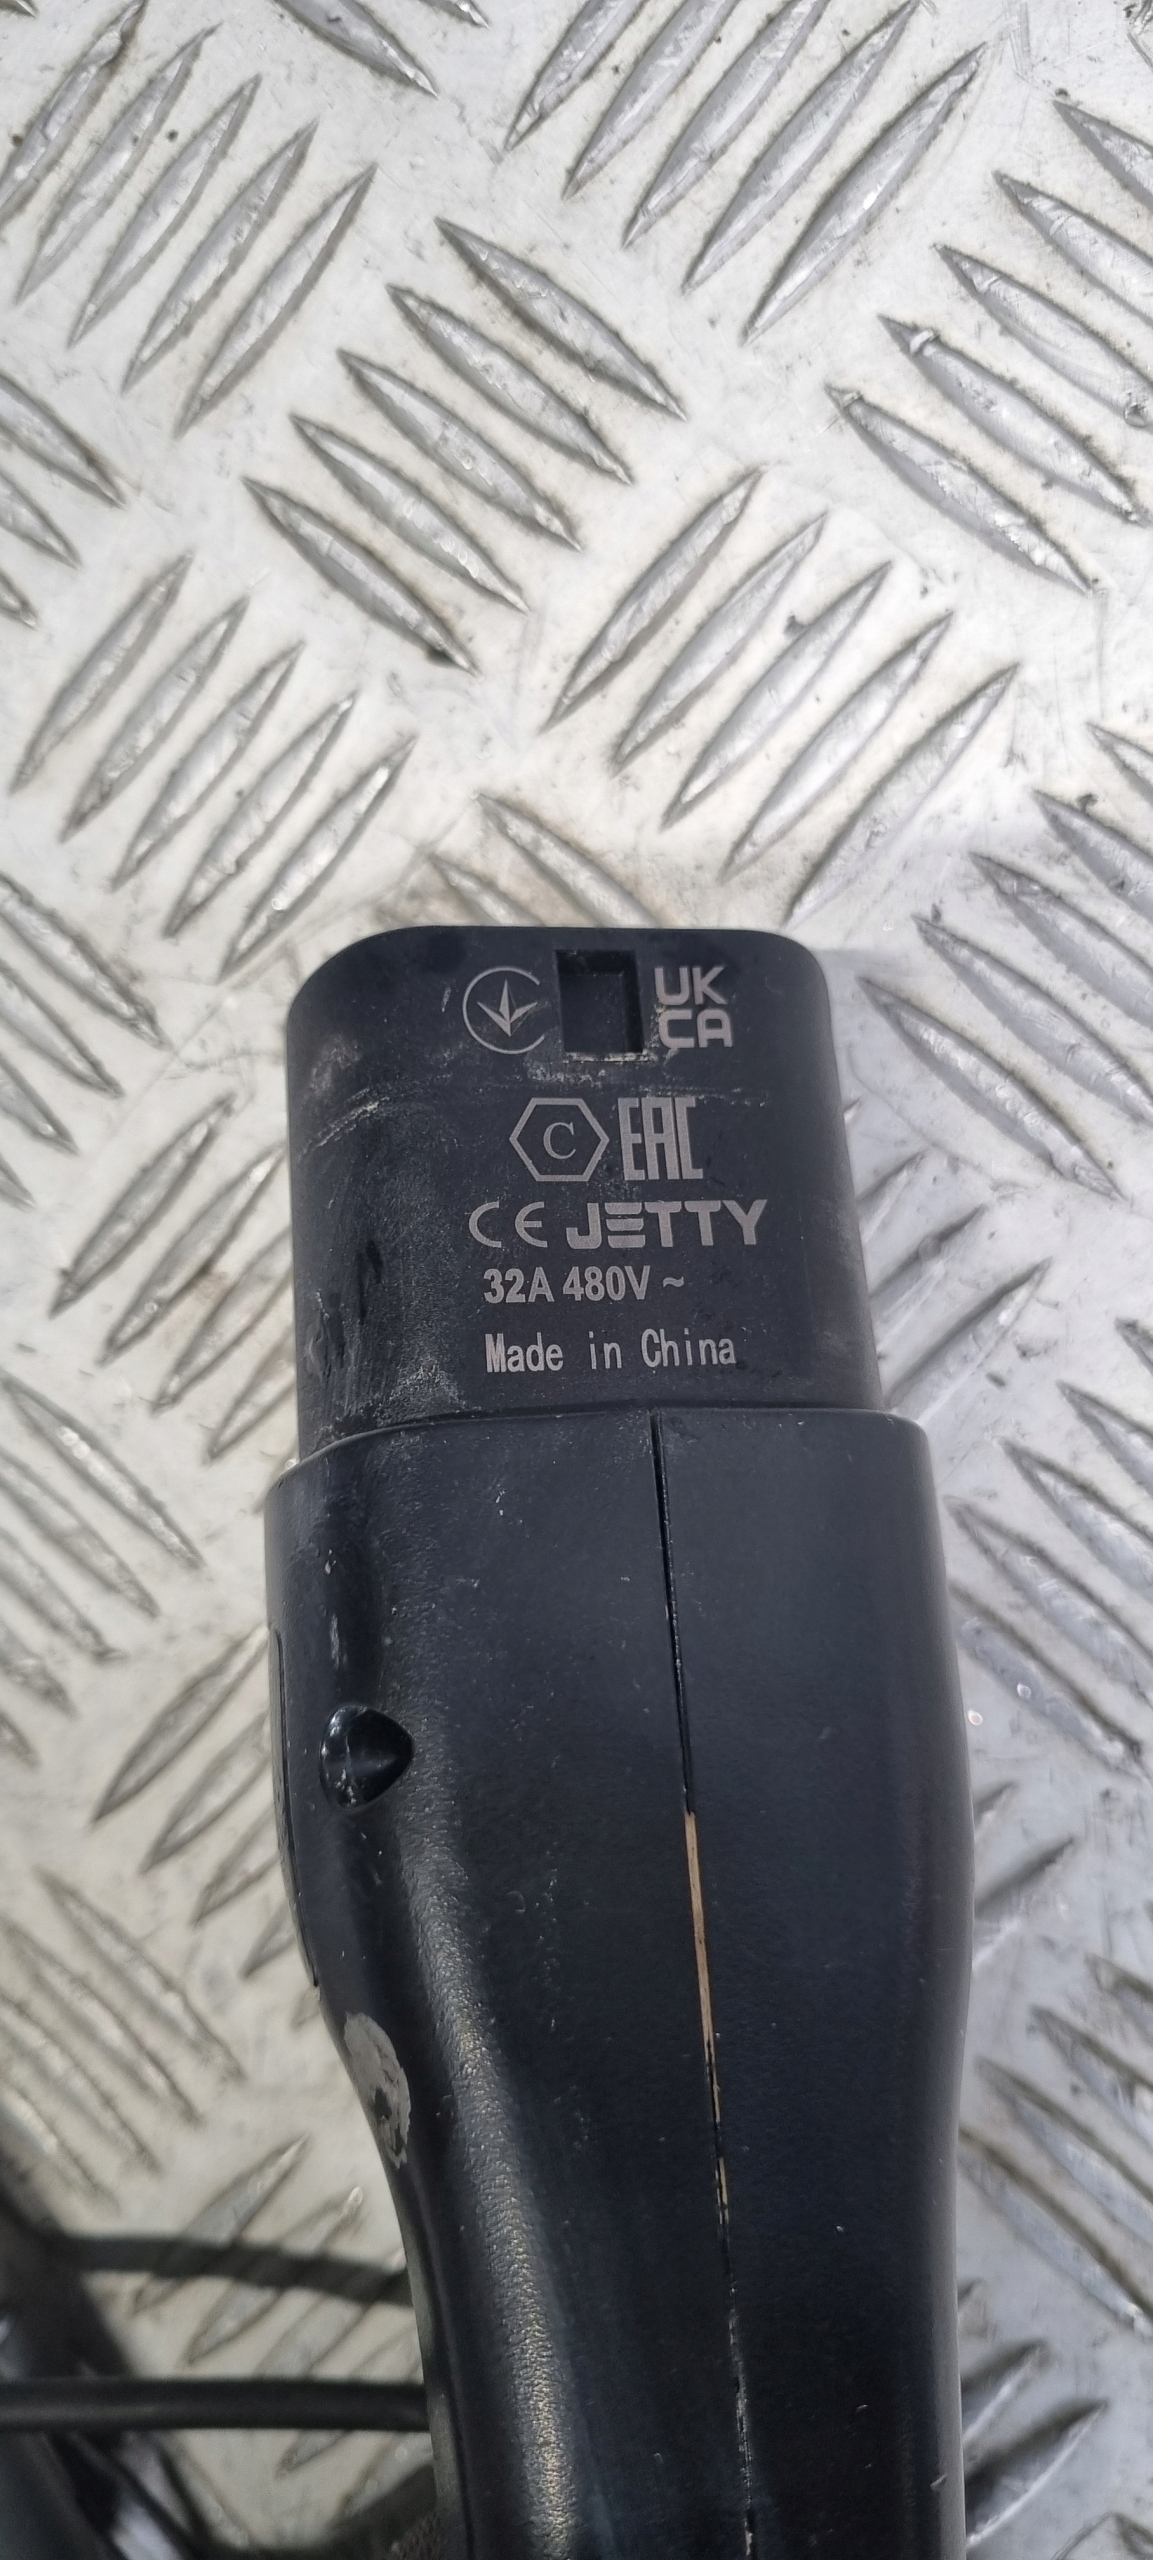 UK
CA
C EAC
CE JETTY
32A 480V ~
Made in China